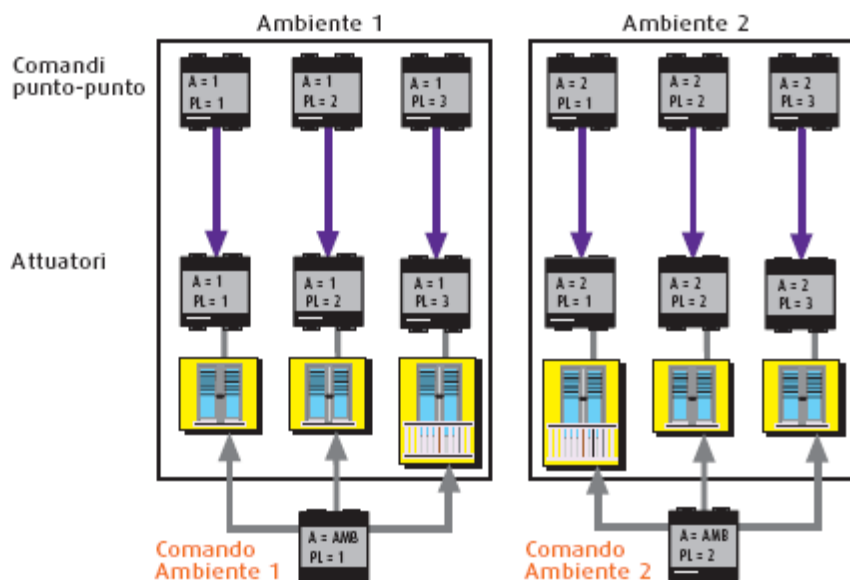 Ambiente 1
Ambiente 2
Comandi
punto-punto
A = 1
PL = 1
A = 1
PL = 2
A = 1
PL = 3
A = 2
PL = 1
A = 2
PL = 2
A = 2
PL = 3
Attuatori
A = 1
PL = 1
A = 1
PL = 2
A = 1
PL = 3
A = 2
PL = 1
A = 2
PL = 2
A = 2
PL = 3
Comando
Ambiente 1
A = AMB
PL = 1
Comando
Ambiente 2
A = AMB
PL = 2